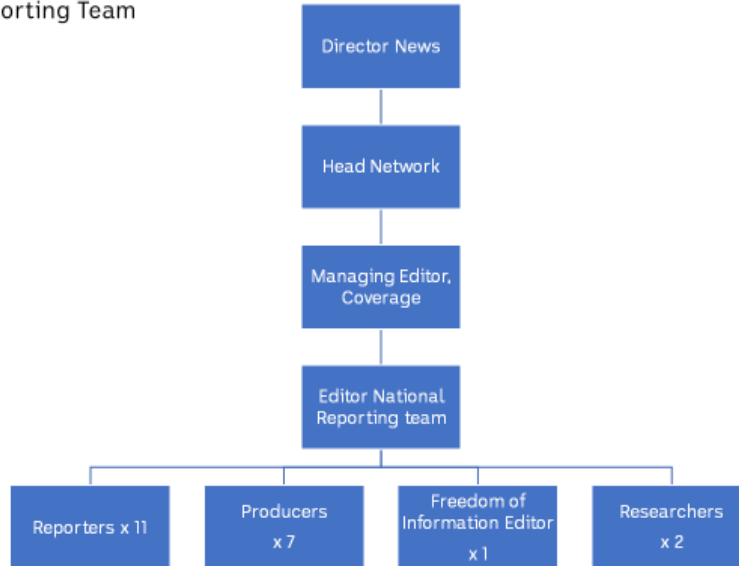 orting Team
Director News
Head Network
Managing Editor,
Coverage
Editor National
Reporting team
Reporters x 11
Producers
x 7
Freedom of
Information Editor
x 1
Researchers
x 2